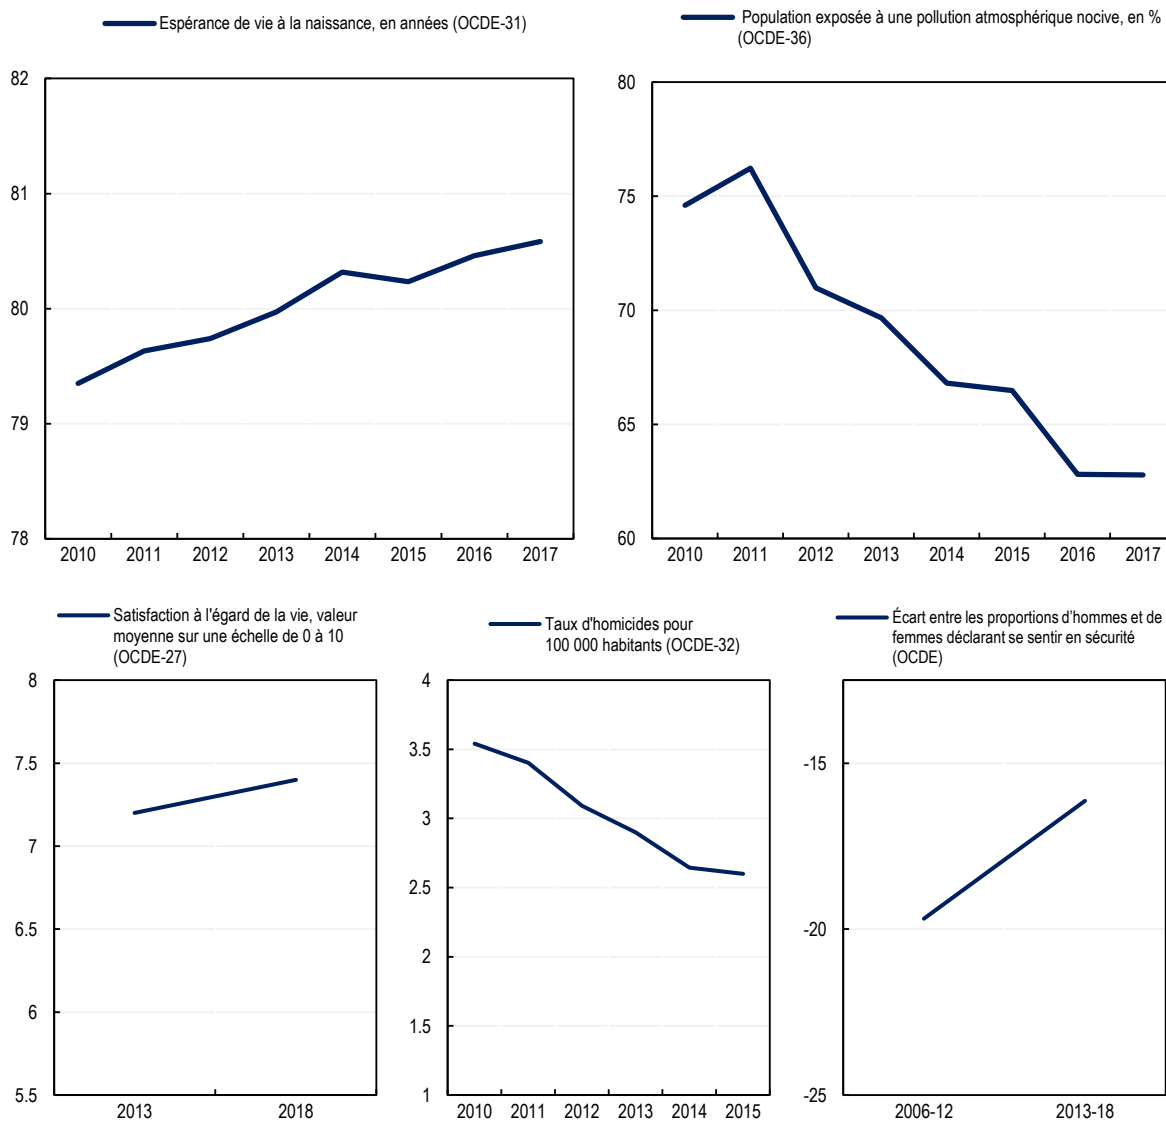 Espérance de vie à la naissance, en années (OCDE-31)
82
81
80
79
78
2010 2011 2012 2013 2014 2015 2016 2017
Population exposée à une pollution atmosphérique nocive, en %
(OCDE-36)
80
75
70
65
60
2010 2011 2012 2013 2014 2015 2016 2017
Satisfaction à l'égard de la vie, valeur
moyenne sur une échelle de 0 à 10
(OCDE-27)
8
7.5
7
6.5
6
5.5
2013 2018
Taux d'homicides pour
100 000 habitants (OCDE-32)
4
3.5
3
2.5
2
1.5
1
2010 2011 2012 2013 2014 2015
Écart entre les proportions d’hommes et de
femmes déclarant se sentir en sécurité
(OCDE)
-15
-20
-25
2006-12 2013-18